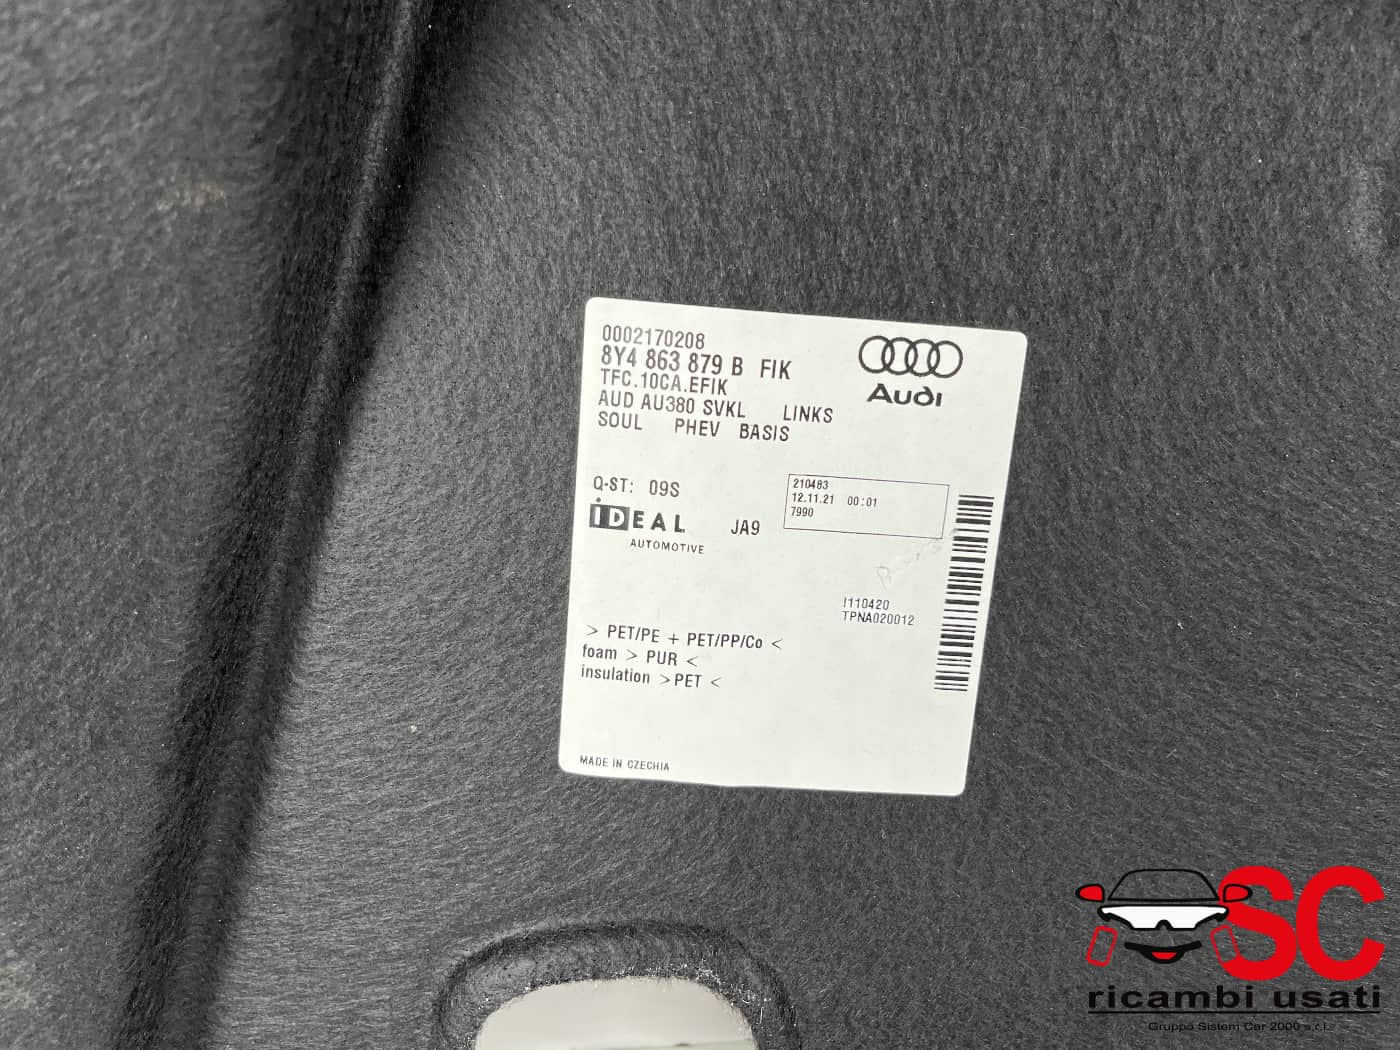 0002170208
8Y4 863 879 B FIK
TFC.10CA.EFIK
AUD AU380 SVKL LINKS
SOUL PHEV BASIS
Audi
Q-ST: 09S
iDEAL
AUTOMOTIVE
JA9
210483
12.11.21 00:01
7990
I110420
TPNA020012
> PET/PE + PET/PP/Co <
foam > PUR <
insulation >PET <
MADE IN CZECHIA
SC
ricambi usati
Gruppo Sistem Car 2000 s.r.l.